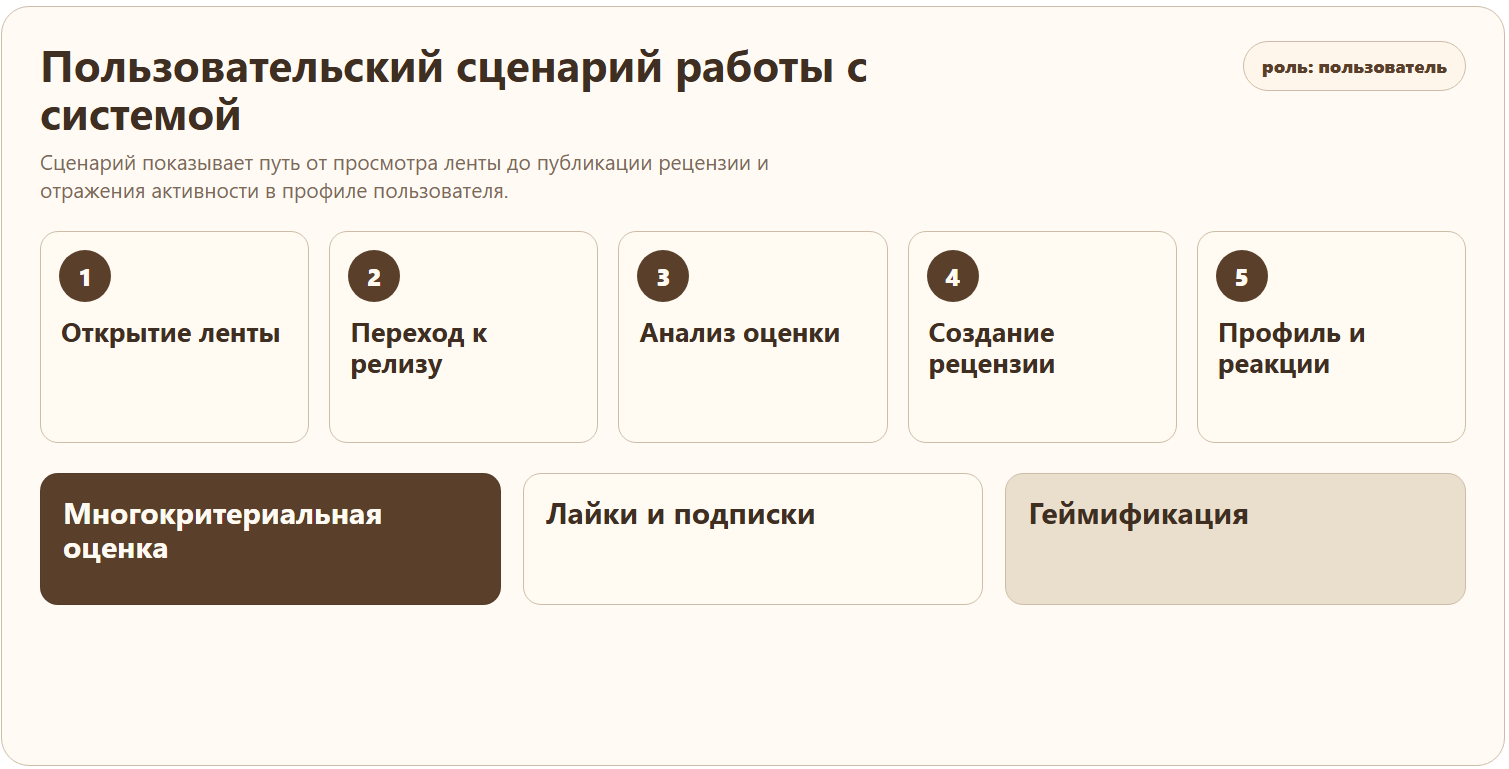 Пользовательский сценарий работы с
системой
роль: пользователь
Сценарий показывает путь от просмотра ленты до публикации рецензии и
отражения активности в профиле пользователя.
1
Открытие ленты
2
Переход к
релизу
3
Анализ оценки
4
Создание
рецензии
5
Профиль и
реакции
Многокритериальная
оценка
Лайки и подписки
Геймификация